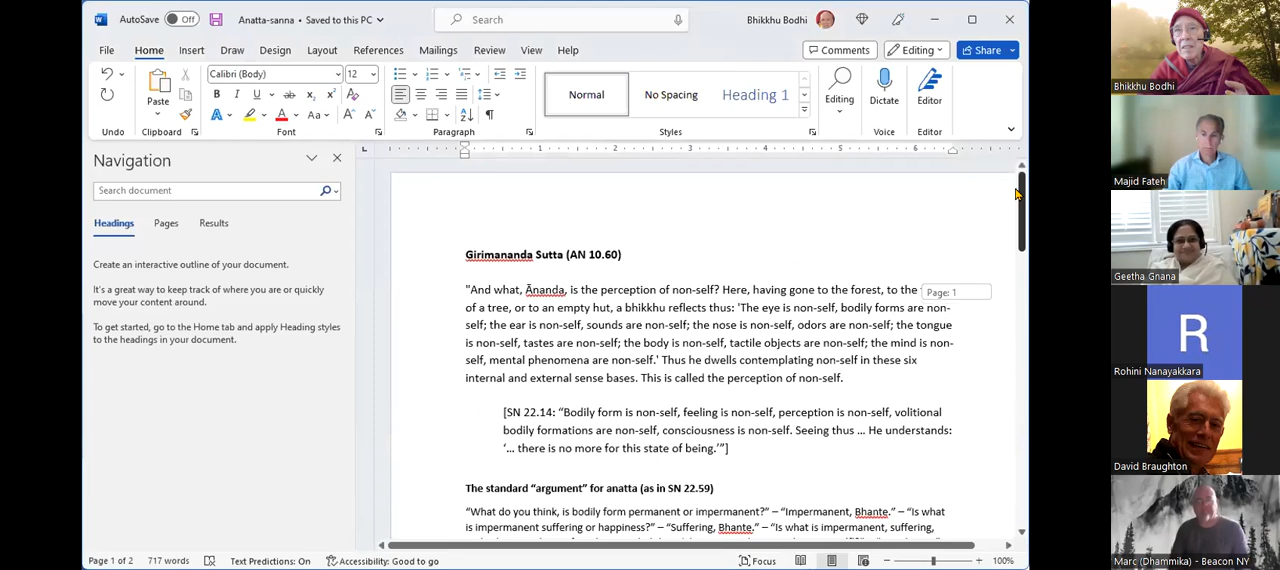 AutoSave Off Anatta-sanna • Saved to this PC Search Bhikkhu Bodhi
File Home Insert Draw Design Layout References Mailings Review View Help Comments Editing Share
Calibri (Body) 12
Paste Normal No Spacing Heading 1 Editing Dictate Editor
Undo Clipboard Font Paragraph Styles Voice Editor
Navigation
Search document
Headings Pages Results
Create an interactive outline of your document.
It's a great way to keep track of where you are or quickly
move your content around.
To get started, go to the Home tab and apply Heading styles
to the headings in your document.
1 2 3 4 5 6
Girimananda Sutta (AN 10.60)
"And what, Ānanda, is the perception of non-self? Here, having gone to the forest, to the
Page: 1
of a tree, or to an empty hut, a bhikkhu reflects thus: 'The eye is non-self, bodily forms are non-
self; the ear is non-self, sounds are non-self; the nose is non-self, odors are non-self; the tongue
is non-self, tastes are non-self; the body is non-self, tactile objects are non-self; the mind is non-
self, mental phenomena are non-self.' Thus he dwells contemplating non-self in these six
internal and external sense bases. This is called the perception of non-self.
[SN 22.14: “Bodily form is non-self, feeling is non-self, perception is non-self, volitional
bodily formations are non-self, consciousness is non-self. Seeing thus … He understands:
‘… there is no more for this state of being.’”]
The standard “argument” for anatta (as in SN 22.59)
“What do you think, is bodily form permanent or impermanent?” – “Impermanent, Bhante.” – “Is what
is impermanent suffering or happiness?” – “Suffering, Bhante.” – “Is what is impermanent, suffering,
Page 1 of 2 717 words Text Predictions: On Accessibility: Good to go Focus 100%
Bhikkhu Bodhi
Majid Fateh
Geetha Gnana
R
Rohini Nanayakkara
David Braughton
Marc (Dhammika) - Beacon NY